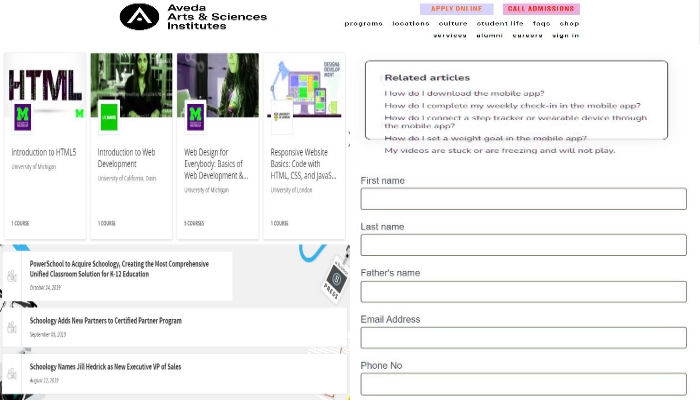 Aveda
Arts & Sciences
Institutes
APPLY ONLINE
CALL ADMISSIONS
programs locations culture student life faqs shop
services alumni careers sign in
HTML
DESIGN&
DEVELOP
MENT
Introduction to HTML5
University of Michigan
1 COURSE
Introduction to Web
Development
University of California, Davis
1 COURSE
Web Design for
Everybody: Basics of
Web Development &...
University of Michigan
5 COURSES
Responsive Website
Basics: Code with
HTML, CSS, and JavaS...
University of London
1 COURSE
PowerSchool to Acquire Schoology, Creating the Most Comprehensive
Unified Classroom Solution for K-12 Education
October 24, 2019
PRESS
Schoology Adds New Partners to Certified Partner Program
Schoology Names Jill Hedrick as New Executive VP of Sales
Related articles
How do I download the mobile app?
How do I complete my weekly check-in in the mobile app?
How do I connect a step tracker or wearable device through
the mobile app?
How do I set a weight goal in the mobile app?
My videos are stuck or are freezing and will not play.
First name
Last name
Father's name
Email Address
Phone No